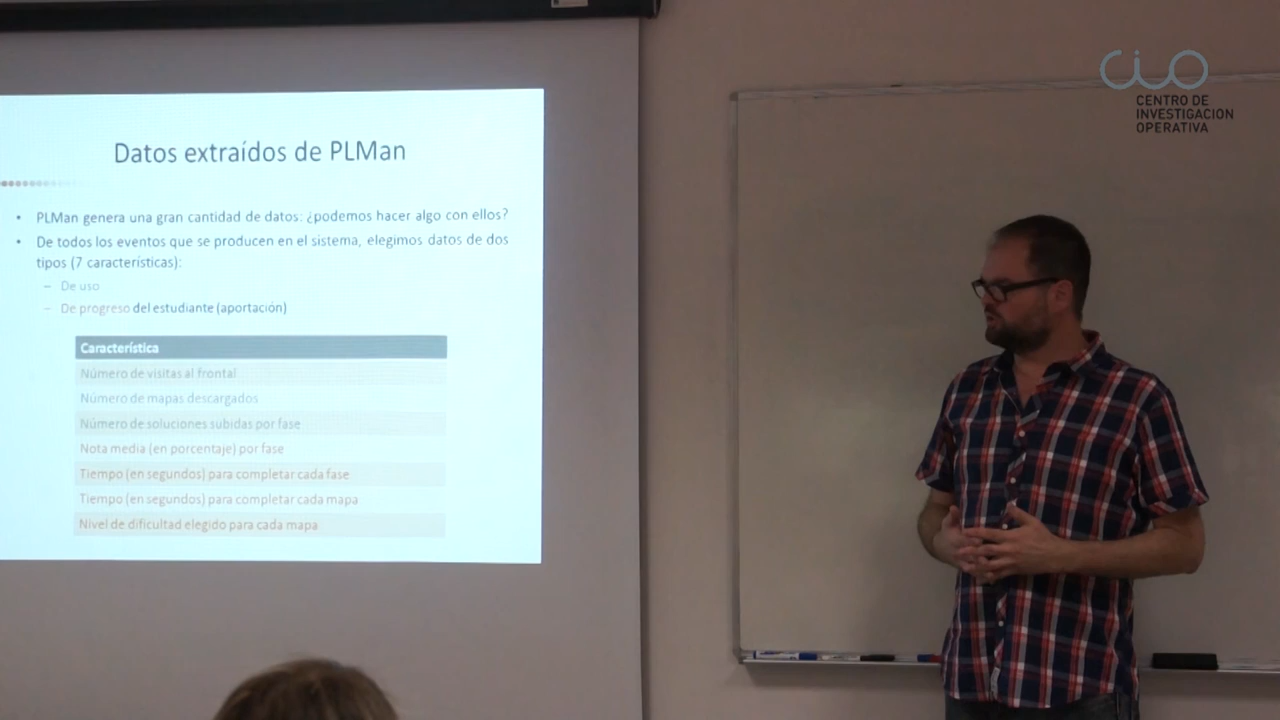 Datos extraídos de PLMan
• PLMan genera una gran cantidad de datos: ¿podemos hacer algo con ellos?
• De todos los eventos que se producen en el sistema, elegimos datos de dos
tipos (7 características):
– De uso
– De progreso del estudiante (aportación)
Característica
Número de visitas al frontal
Número de mapas descargados
Número de soluciones subidas por fase
Nota media (en porcentaje) por fase
Tiempo (en segundos) para completar cada fase
Tiempo (en segundos) para completar cada mapa
Nivel de dificultad elegido para cada mapa
CIO
CENTRO DE
INVESTIGACION
OPERATIVA